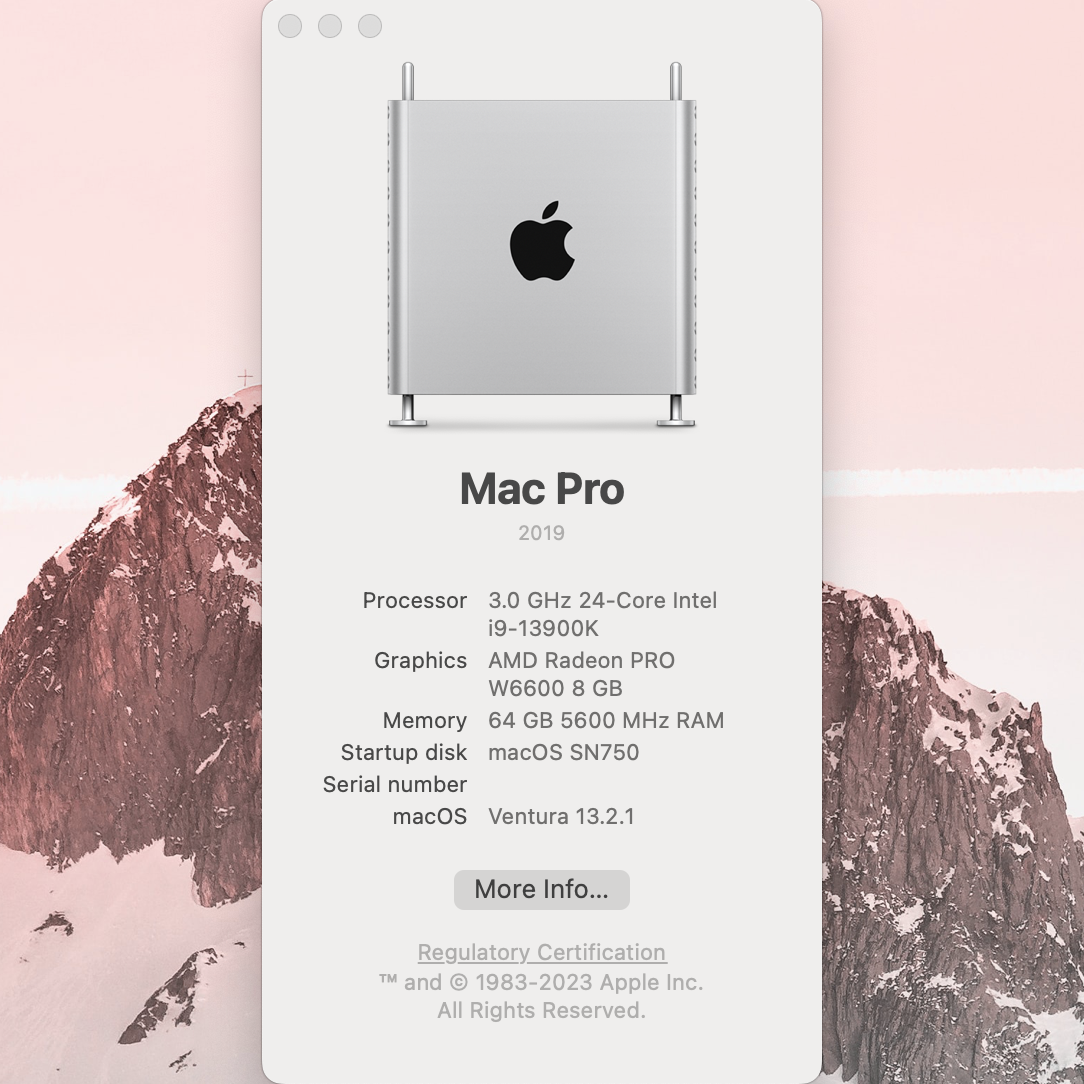 Mac Pro
2019
Processor 3.0 GHz 24-Core Intel
i9-13900K
Graphics AMD Radeon PRO
W6600 8 GB
Memory 64 GB 5600 MHz RAM
Startup disk macOS SN750
Serial number
macOS Ventura 13.2.1
More Info...
Regulatory Certification
™ and © 1983-2023 Apple Inc.
All Rights Reserved.